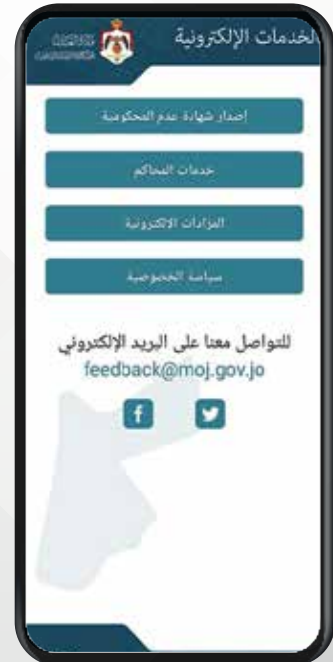 الخدمات الإلكترونية
إصدار شهادة عدم المحكومية
خدمات المحاكم
المزادات الالكترونية
سياسة الخصوصية
للتواصل معنا على البريد الإلكتروني
feedback@moj.gov.jo